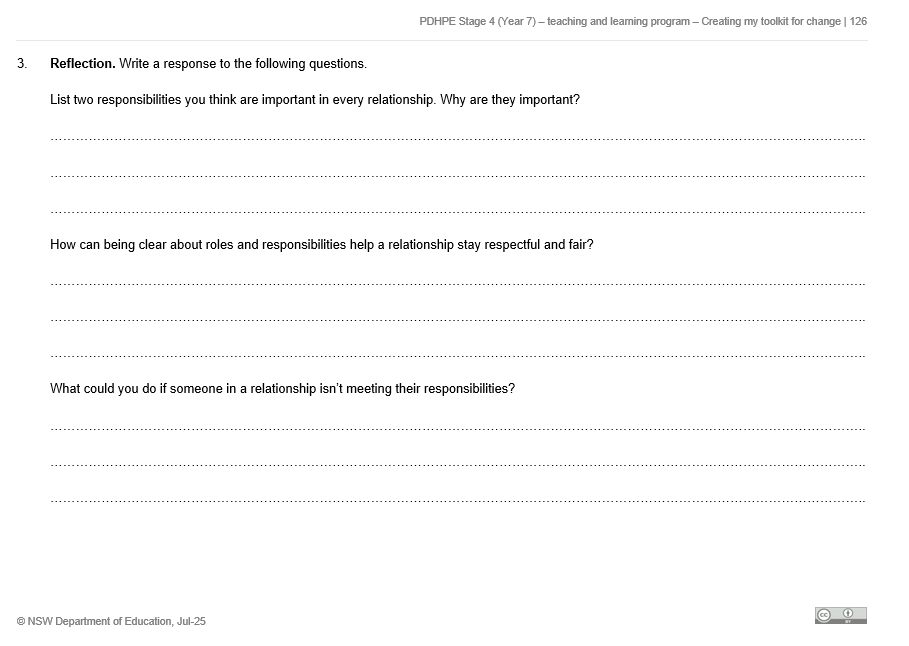 PDHPE Stage 4 (Year 7) – teaching and learning program – Creating my toolkit for change | 126
3. Reflection. Write a response to the following questions.
List two responsibilities you think are important in every relationship. Why are they important?
How can being clear about roles and responsibilities help a relationship stay respectful and fair?
What could you do if someone in a relationship isn’t meeting their responsibilities?
© NSW Department of Education, Jul-25
cc
BY